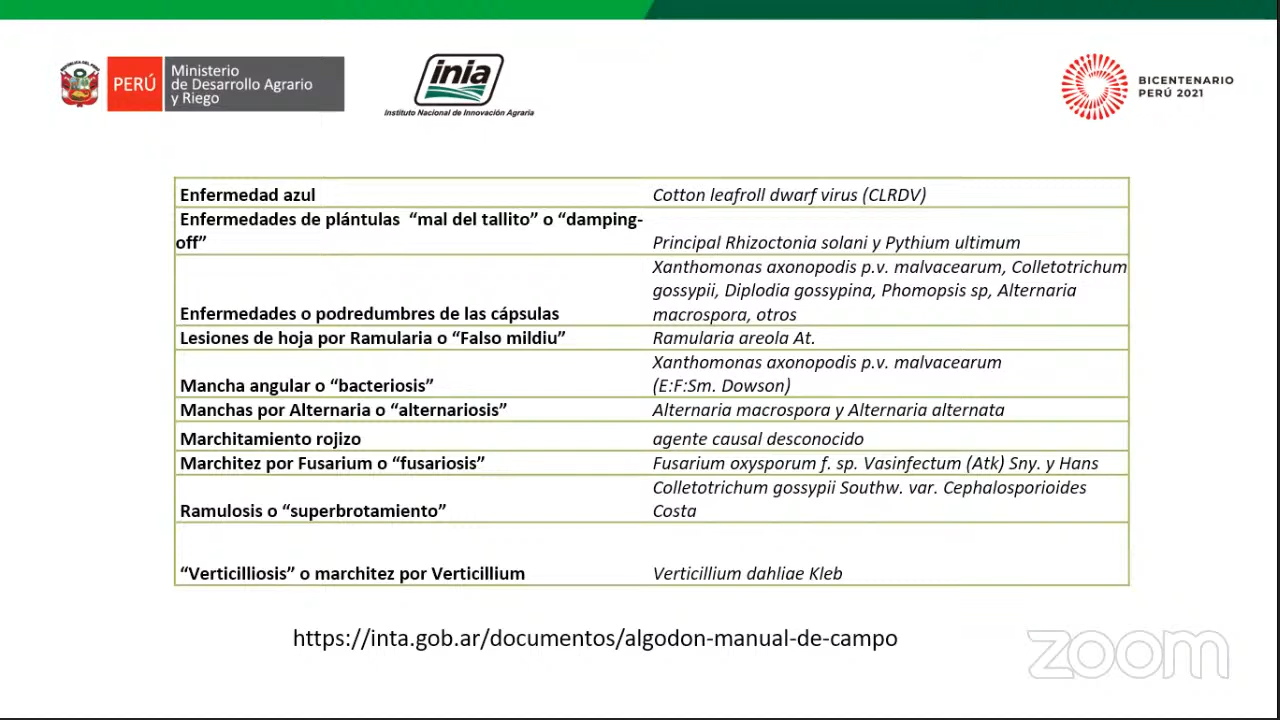 REPÚBLICA DEL PERÚ
PERÚ
Ministerio
de Desarrollo Agrario
y Riego
inia
Instituto Nacional de Innovación Agraria
BICENTENARIO
PERÚ 2021
Enfermedad azul
Cotton leafroll dwarf virus (CLRDV)
Enfermedades de plántulas “mal del tallito” o “damping-
off”
Principal Rhizoctonia solani y Pythium ultimum
Enfermedades o podredumbres de las cápsulas
Xanthomonas axonopodis p.v. malvacearum, Colletotrichum
gossypii, Diplodia gossypina, Phomopsis sp, Alternaria
macrospora, otros
Lesiones de hoja por Ramularia o “Falso mildiu”
Ramularia areola At.
Mancha angular o “bacteriosis”
Xanthomonas axonopodis p.v. malvacearum
(E:F:Sm. Dowson)
Manchas por Alternaria o “alternariosis”
Alternaria macrospora y Alternaria alternata
Marchitamiento rojizo
agente causal desconocido
Marchitez por Fusarium o “fusariosis”
Fusarium oxysporum f. sp. Vasinfectum (Atk) Sny. y Hans
Ramulosis o “superbrotamiento”
Colletotrichum gossypii Southw. var. Cephalosporioides
Costa
“Verticilliosis” o marchitez por Verticillium
Verticillium dahliae Kleb
https://inta.gob.ar/documentos/algodon-manual-de-campo
zoom